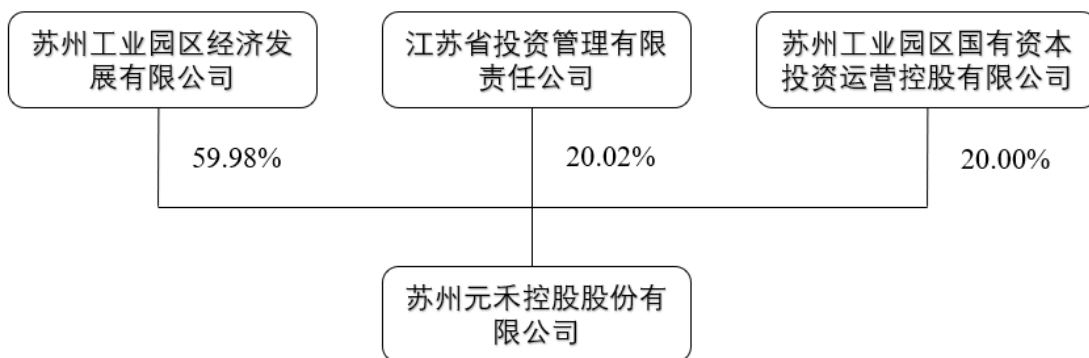 苏州工业园区经济发
展有限公司
江苏省投资管理有限
责任公司
苏州工业园区国有资本
投资运营控股有限公司
59.98%
20.02%
20.00%
苏州元禾控股股份有
限公司